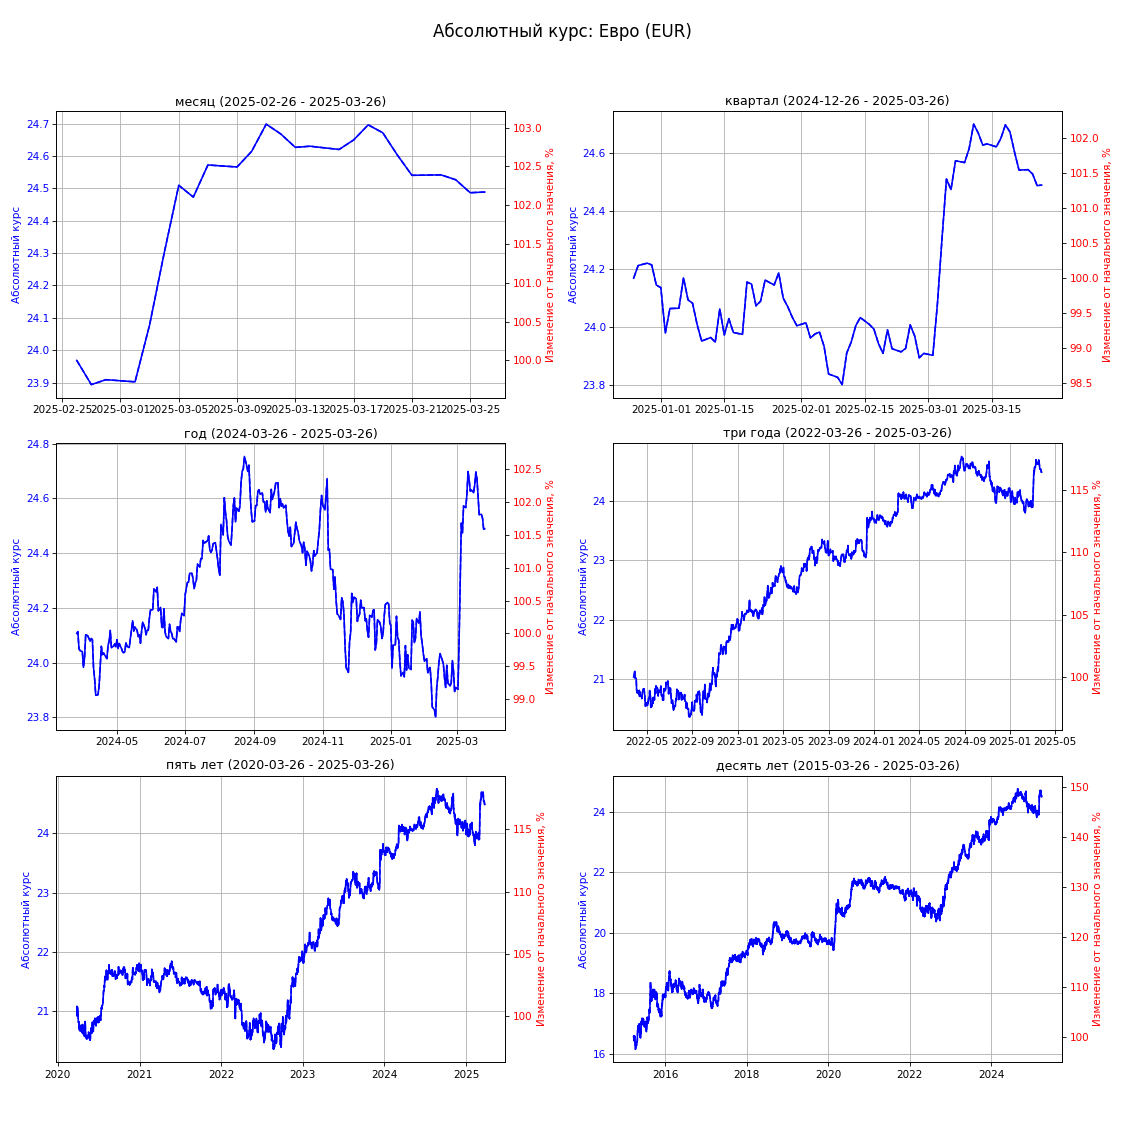 Абсолютный курс: Евро (EUR)
месяц (2025-02-26 - 2025-03-26)
Абсолютный курс
24.7
24.6
24.5
24.4
24.3
24.2
24.1
24.0
23.9
103.0
102.5
102.0
101.5
101.0
100.5
100.0
Изменение от начального значения, %
2025-02-25 2025-03-01 2025-03-05 2025-03-09 2025-03-13 2025-03-17 2025-03-21 2025-03-25
квартал (2024-12-26 - 2025-03-26)
Абсолютный курс
24.6
24.4
24.2
24.0
23.8
102.0
101.5
101.0
100.5
100.0
99.5
99.0
98.5
Изменение от начального значения, %
2025-01-01 2025-01-15 2025-02-01 2025-02-15 2025-03-01 2025-03-15
год (2024-03-26 - 2025-03-26)
Абсолютный курс
24.8
24.6
24.4
24.2
24.0
23.8
102.5
102.0
101.5
101.0
100.5
100.0
99.5
99.0
Изменение от начального значения, %
2024-05 2024-07 2024-09 2024-11 2025-01 2025-03
три года (2022-03-26 - 2025-03-26)
Абсолютный курс
24
23
22
21
115
110
105
100
Изменение от начального значения, %
2022-05 2022-09 2023-01 2023-05 2023-09 2024-01 2024-05 2024-09 2025-01 2025-05
пять лет (2020-03-26 - 2025-03-26)
Абсолютный курс
24
23
22
21
115
110
105
100
Изменение от начального значения, %
2020 2021 2022 2023 2024 2025
десять лет (2015-03-26 - 2025-03-26)
Абсолютный курс
24
22
20
18
16
150
140
130
120
110
100
Изменение от начального значения, %
2016 2018 2020 2022 2024